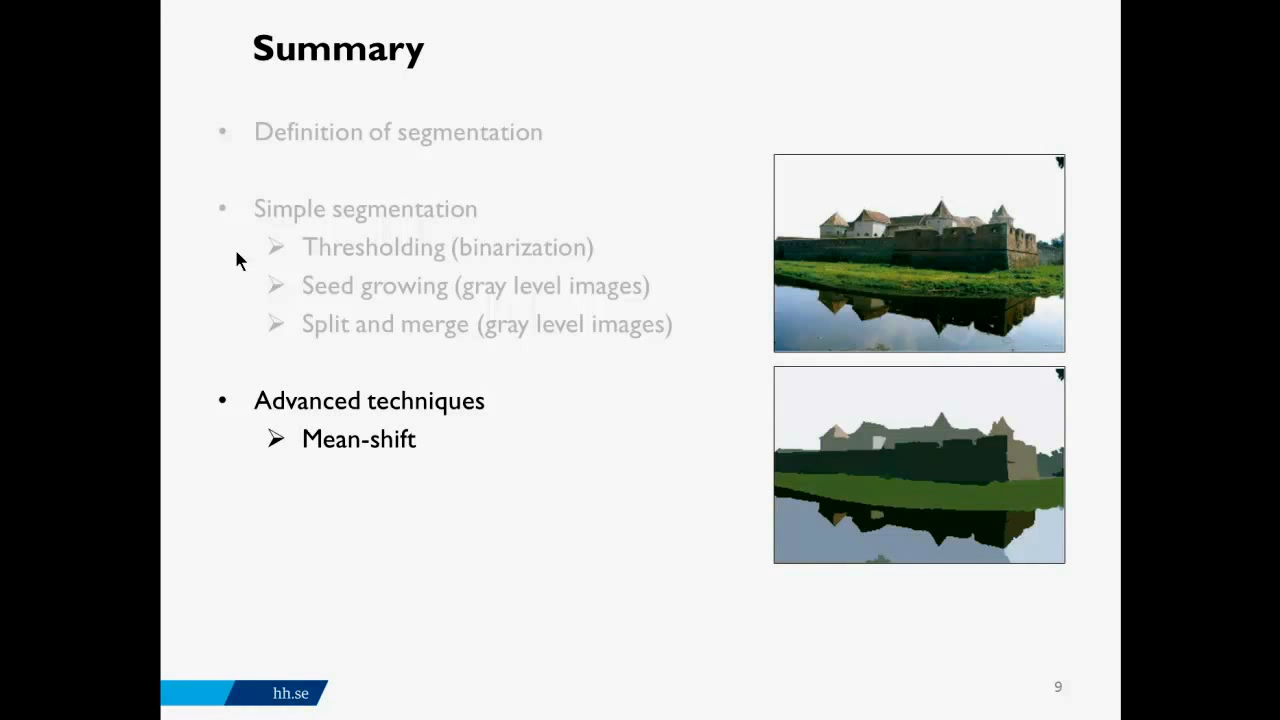 Summary
• Definition of segmentation
• Simple segmentation
➢ Thresholding (binarization)
➢ Seed growing (gray level images)
➢ Split and merge (gray level images)
• Advanced techniques
➢ Mean-shift
hh.se
9